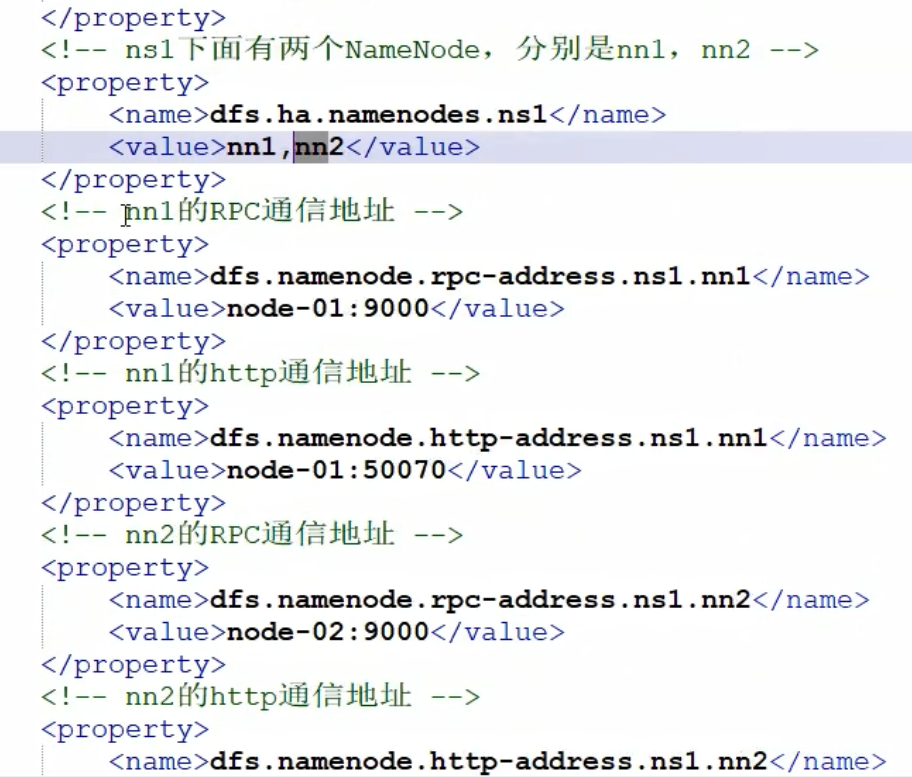 </property>
<!-- ns1下面有两个NameNode，分别是nn1，nn2 -->
<property>
<name>dfs.ha.namenodes.ns1</name>
<value>nn1,nn2</value>
</property>
<!-- nn1的RPC通信地址 -->
<property>
<name>dfs.namenode.rpc-address.ns1.nn1</name>
<value>node-01:9000</value>
</property>
<!-- nn1的http通信地址 -->
<property>
<name>dfs.namenode.http-address.ns1.nn1</name>
<value>node-01:50070</value>
</property>
<!-- nn2的RPC通信地址 -->
<property>
<name>dfs.namenode.rpc-address.ns1.nn2</name>
<value>node-02:9000</value>
</property>
<!-- nn2的http通信地址 -->
<property>
<name>dfs.namenode.http-address.ns1.nn2</name>